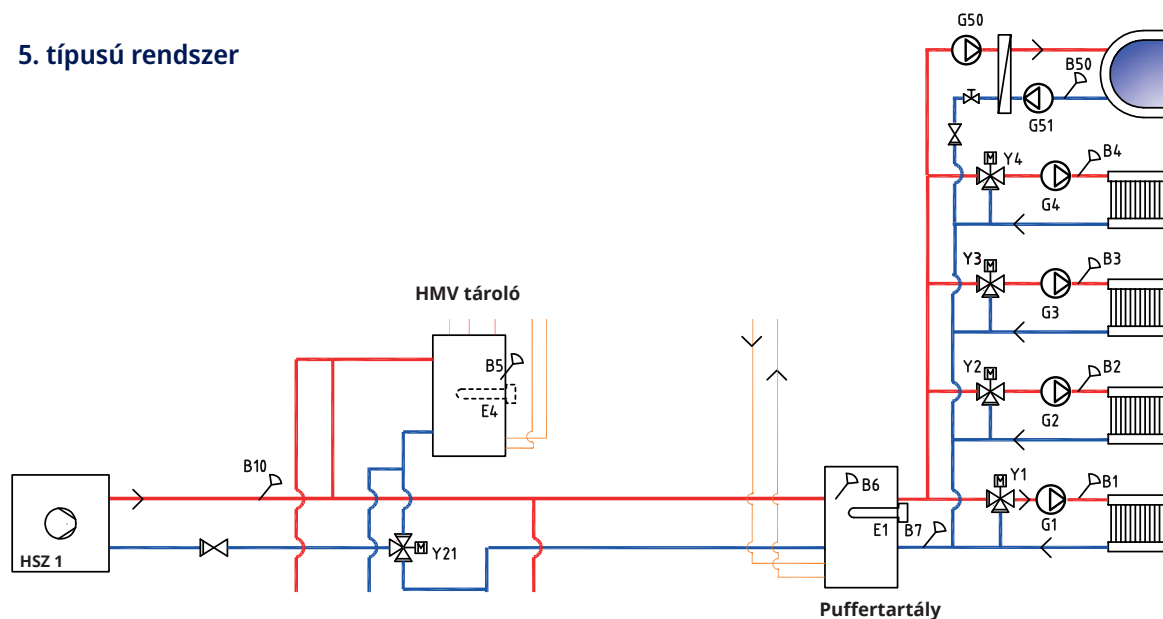 5. típusú rendszer
G50
B50
G51
Y4
B4
G4
Y3
B3
G3
HMV tároló
B5
E4
Y2
B2
G2
B10
B6
E1
B7
Y1
B1
G1
HSZ 1
M
Y21
M
M
M
M
Puffertartály